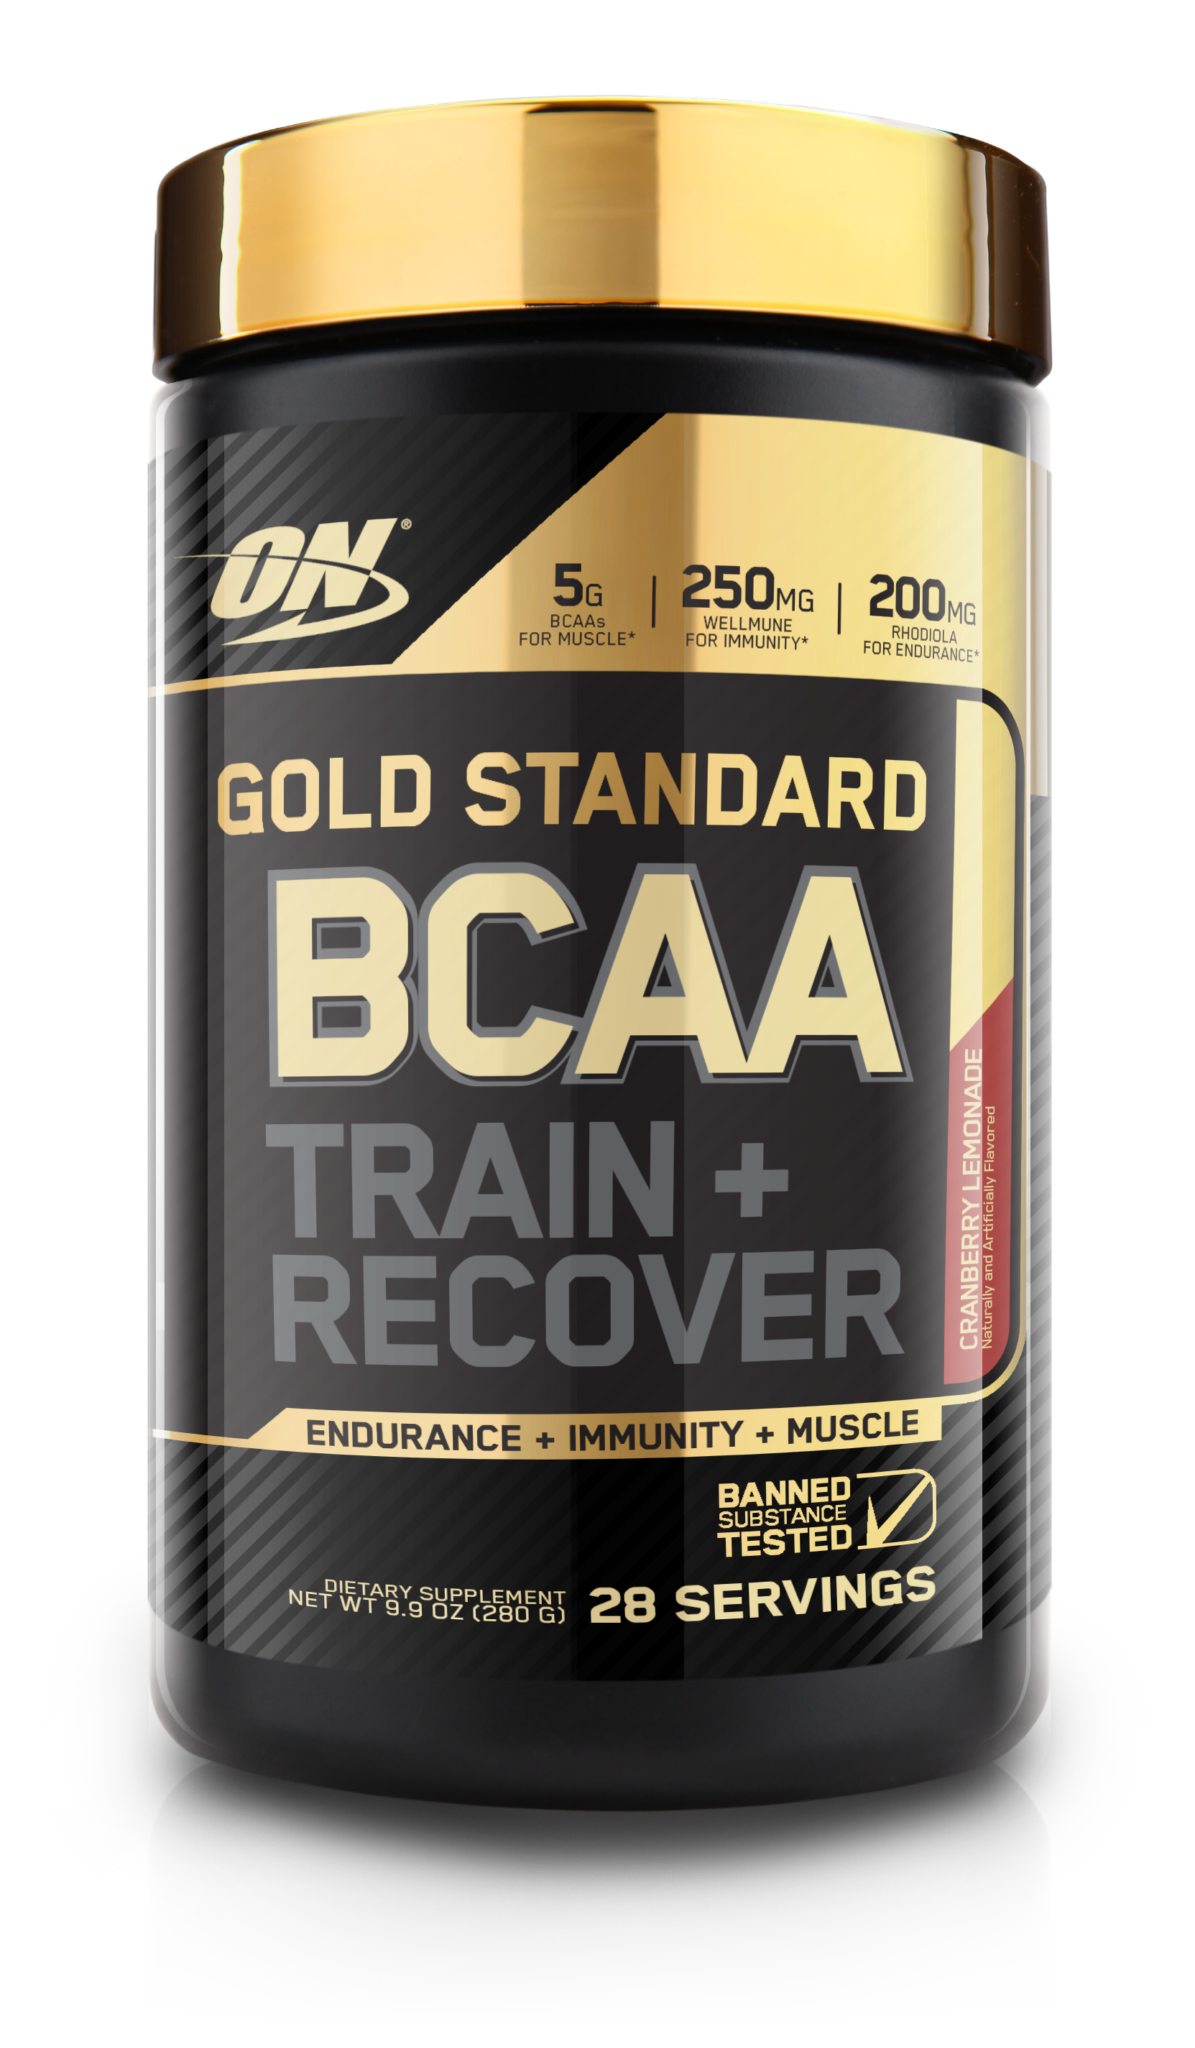 ON®
5G
BCAAs
FOR MUSCLE*
250MG
WELLMUNE
FOR IMMUNITY*
200MG
RHODIOLA
FOR ENDURANCE*
GOLD STANDARD
BCAA
TRAIN +
RECOVER
CRANBERRY LEMONADE
Naturally and Artificially Flavored
ENDURANCE + IMMUNITY + MUSCLE
BANNED
SUBSTANCE
TESTED
DIETARY SUPPLEMENT
NET WT 9.9 OZ (280 G)
28 SERVINGS